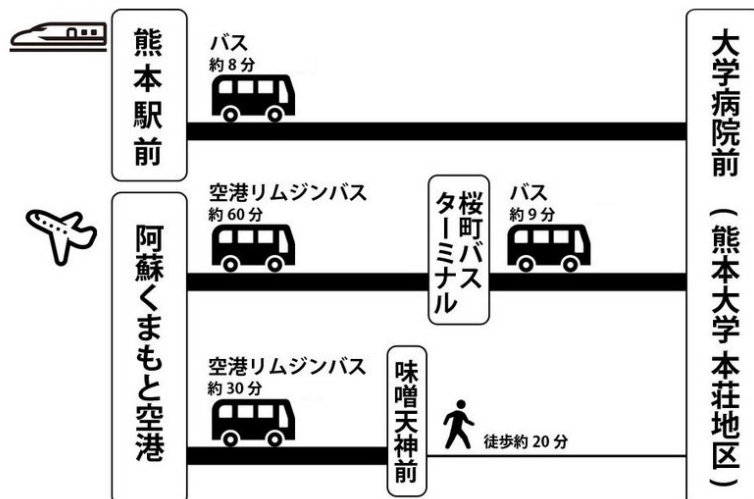 熊本駅前
バス
約8分
大学病院前（熊本大学本荘地区）
阿蘇くまもと空港
空港リムジンバス
約60分
桜町バス
ターミナル
バス
約9分
空港リムジンバス
約30分
味噌天神前
徒歩約20分